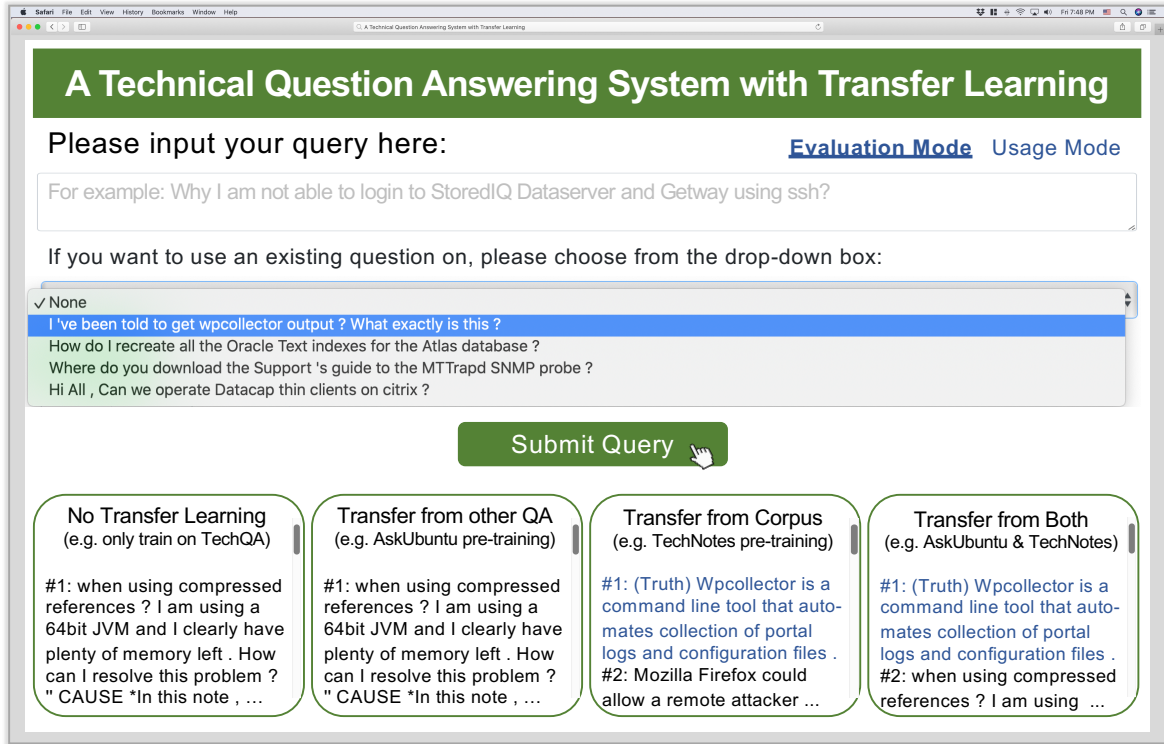 Safari File Edit View History Bookmarks Window Help
Fri 7:48 PM
A Technical Question Answering System with Transfer Learning
A Technical Question Answering System with Transfer Learning
Please input your query here:
Evaluation Mode Usage Mode
For example: Why I am not able to login to StoredIQ Dataserver and Getway using ssh?
If you want to use an existing question on, please choose from the drop-down box:
✓ None
I 've been told to get wpcollector output ? What exactly is this ?
How do I recreate all the Oracle Text indexes for the Atlas database ?
Where do you download the Support 's guide to the MTTrapd SNMP probe ?
Hi All , Can we operate Datacap thin clients on citrix ?
Submit Query
No Transfer Learning
(e.g. only train on TechQA)
#1: when using compressed
references ? I am using a
64bit JVM and I clearly have
plenty of memory left . How
can I resolve this problem ?
" CAUSE *In this note , ...
Transfer from other QA
(e.g. AskUbuntu pre-training)
#1: when using compressed
references ? I am using a
64bit JVM and I clearly have
plenty of memory left . How
can I resolve this problem ?
" CAUSE *In this note , ...
Transfer from Corpus
(e.g. TechNotes pre-training)
#1: (Truth) Wpcollector is a
command line tool that auto-
mates collection of portal
logs and configuration files .
#2: Mozilla Firefox could
allow a remote attacker ...
Transfer from Both
(e.g. AskUbuntu & TechNotes)
#1: (Truth) Wpcollector is a
command line tool that auto-
mates collection of portal
logs and configuration files .
#2: when using compressed
references ? I am using ...